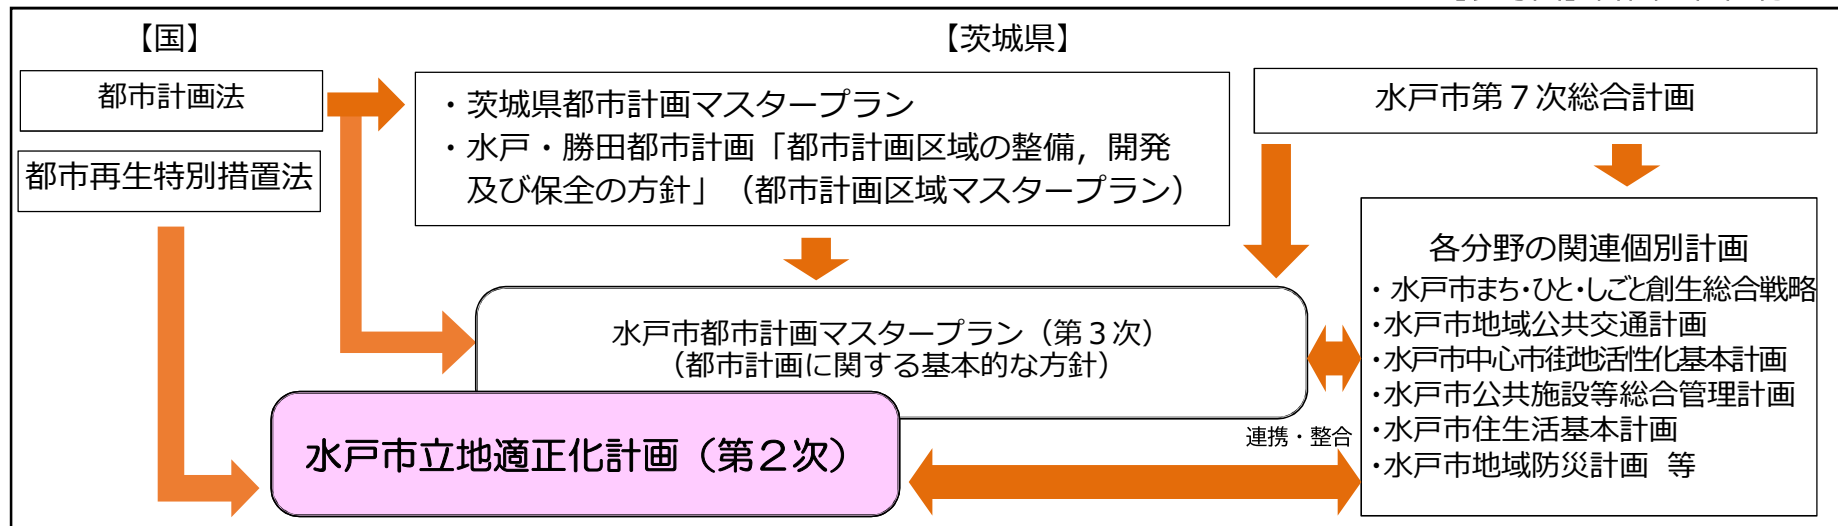 【国】
【茨城県】
都市計画法
都市再生特別措置法
・茨城県都市計画マスタープラン
・水戸・勝田都市計画「都市計画区域の整備，開発
及び保全の方針」（都市計画区域マスタープラン）
水戸市第７次総合計画
各分野の関連個別計画
・水戸市まち・ひと・しごと創生総合戦略
・水戸市地域公共交通計画
・水戸市中心市街地活性化基本計画
・水戸市公共施設等総合管理計画
・水戸市住生活基本計画
・水戸市地域防災計画 等
水戸市都市計画マスタープラン（第３次）
（都市計画に関する基本的な方針）
連携・整合
水戸市立地適正化計画（第２次）